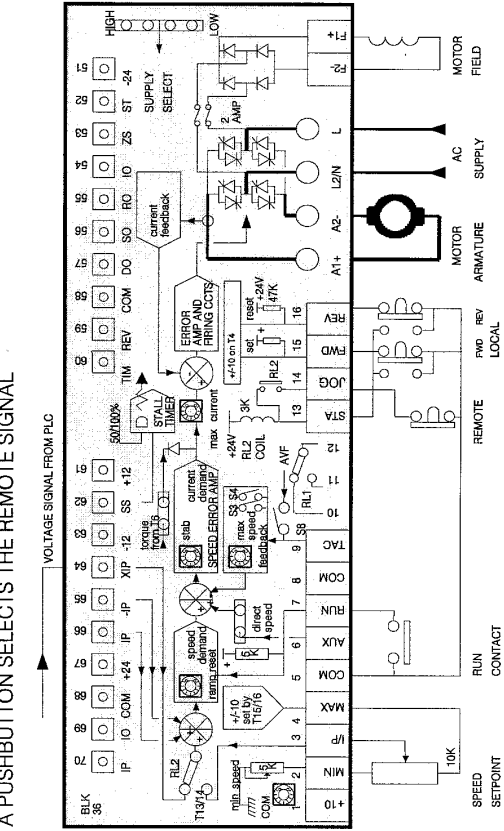 A PUSHBUTTON SELECTS THE REMOTE SIGNAL
VOLTAGE SIGNAL FROM PLC
BLK 36
70 69 68 67 66 65 64 63 62 61 60 59 58 57 56 55 54 53 52 51
IP IO COM +24 IP -IP XIP -12 SS +12 TIM REV COM DO SO RO IO ZS ST -24
HIGH
LOW
SUPPLY
SELECT
50/100%
STALL
TIMER
torque
from T6
current
feedback
RL2
T13/14
speed
demand
ramp,reset
stab
current
demand
SPEED ERROR AMP
max current
ERROR
AMP AND
FIRING CCTS
2
AMP
min speed
COM
5
K
+/-10
set by
T15/16
5
K
direct
speed
max
speed
feedback
S3 S4
S8
AVF
RL1
+24V
RL2
COIL
3K
RL2
+/-10 on T4
set
reset
+24V
47K
1 2 3 4 5 6 7 8 9 10 11 12 13 14 15 16
+10 MIN I/P MAX COM AUX RUN COM TAC STA JOG FWD REV
A1+ A2- L2/N L F2- F1+
10K
SPEED
SETPOINT
RUN
CONTACT
REMOTE
FWD REV
LOCAL
MOTOR
ARMATURE
AC
SUPPLY
MOTOR
FIELD